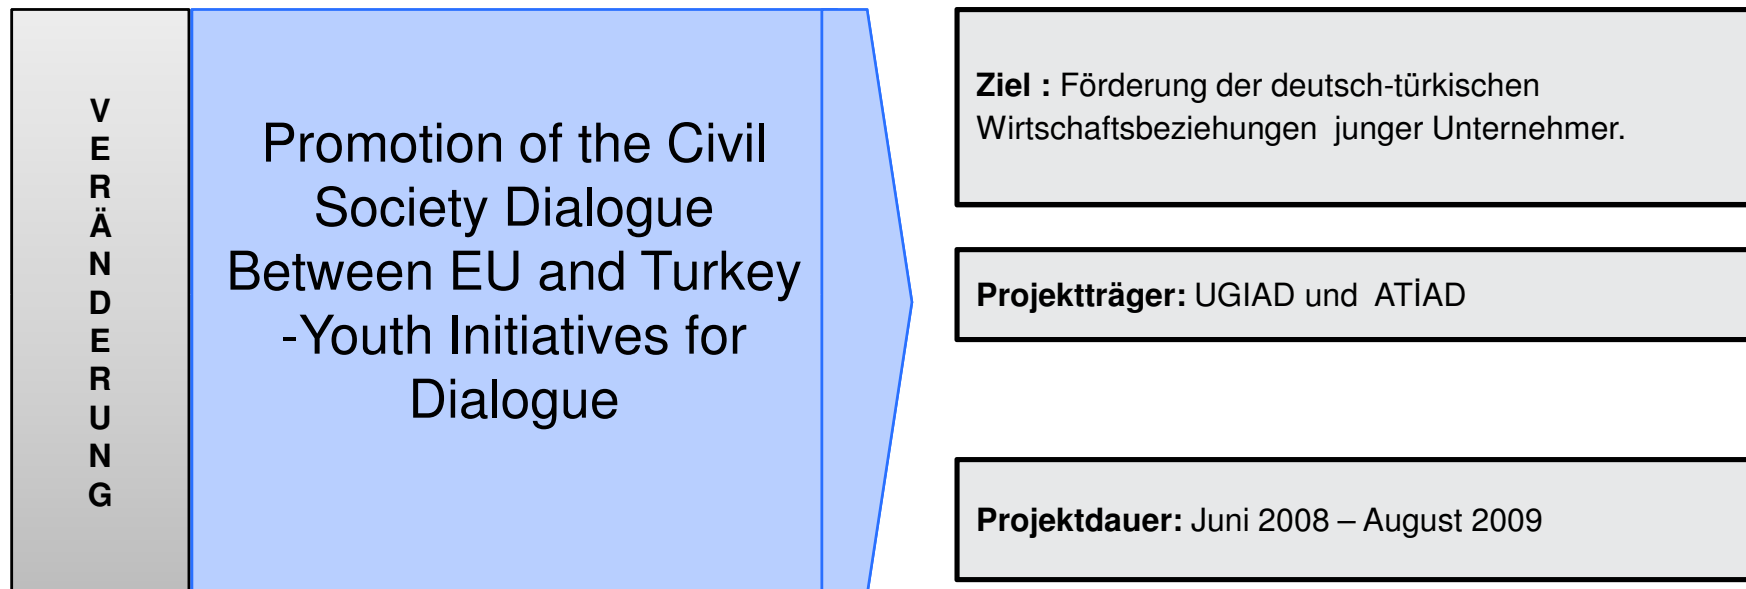 V
E
R
Ä
N
D
E
R
U
N
G
Promotion of the Civil
Society Dialogue
Between EU and Turkey
-Youth Initiatives for
Dialogue
Ziel : Förderung der deutsch-türkischen
Wirtschaftsbeziehungen junger Unternehmer.
Projektträger: UGIAD und ATİAD
Projektdauer: Juni 2008 – August 2009